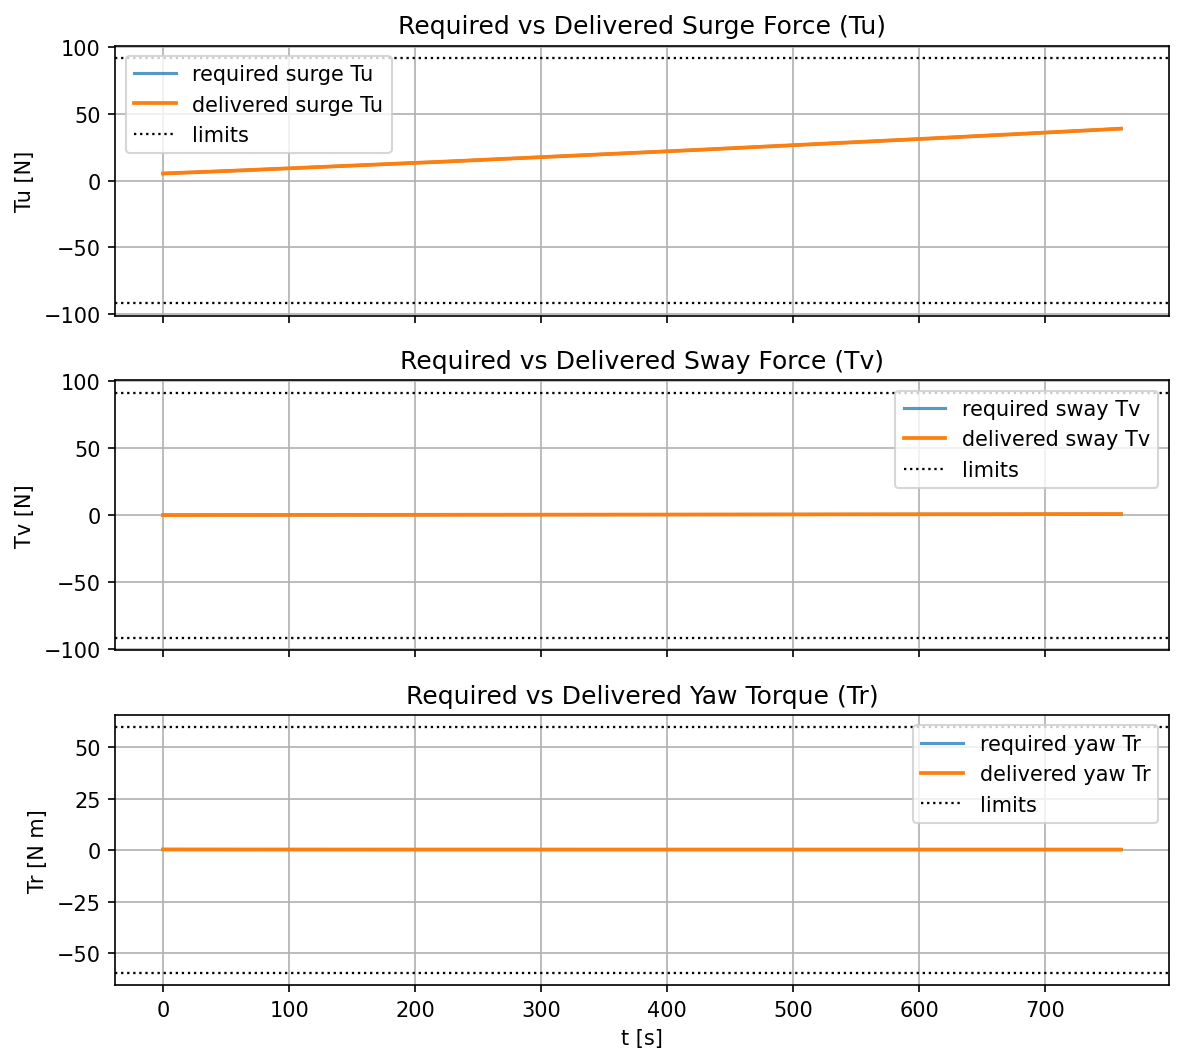 Required vs Delivered Surge Force (Tu)
100
50
0
−50
−100
Tu [N]
required surge Tu
delivered surge Tu
limits
Required vs Delivered Sway Force (Tv)
100
50
0
−50
−100
Tv [N]
required sway Tv
delivered sway Tv
limits
Required vs Delivered Yaw Torque (Tr)
50
25
0
−25
−50
Tr [N m]
required yaw Tr
delivered yaw Tr
limits
0 100 200 300 400 500 600 700
t [s]